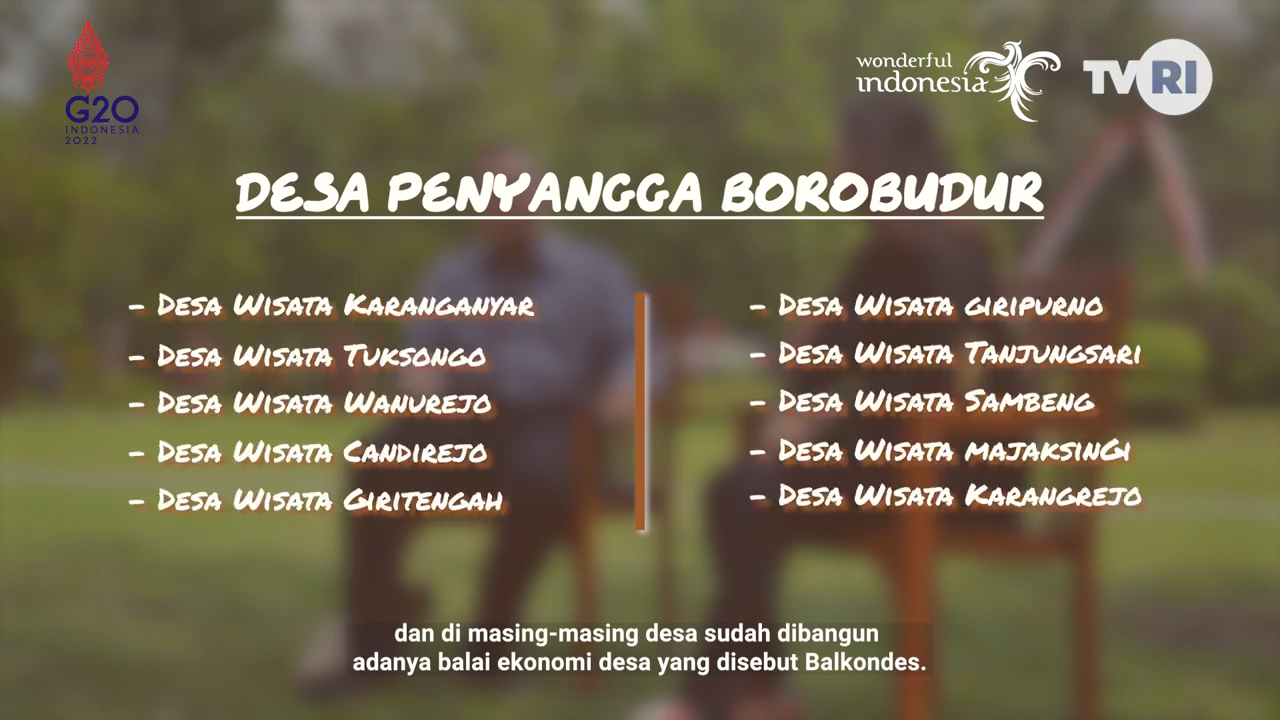 G20
INDONESIA
2022
wonderful
indonesia
TVRI
DESA PENYANGGA BOROBUDUR
- DESA WISATA KARANGANYAR
- DESA WISATA TUKSONGO
- DESA WISATA WANUREJO
- DESA WISATA CANDIREJO
- DESA WISATA GIRITENGAH
- DESA WISATA GIRIPURNO
- DESA WISATA TANJUNGSARI
- DESA WISATA SAMBENG
- DESA WISATA MAJAKSINGI
- DESA WISATA KARANGREJO
dan di masing-masing desa sudah dibangun
adanya balai ekonomi desa yang disebut Balkondes.